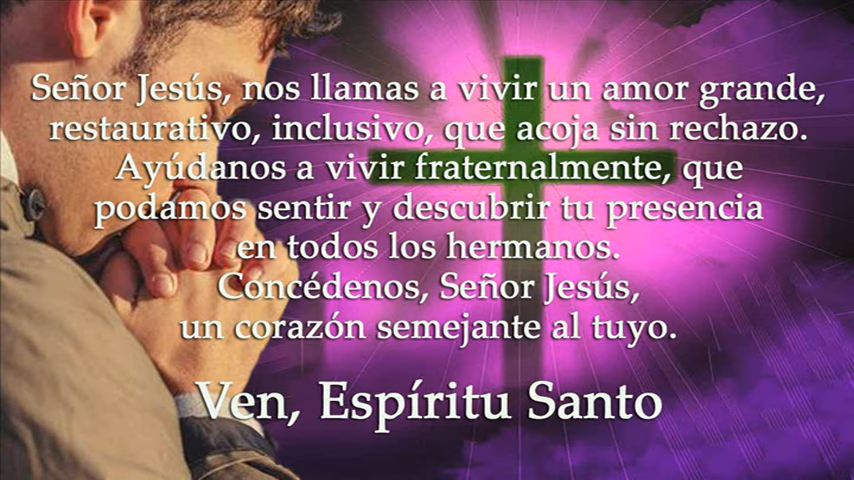 Señor Jesús, nos llamas a vivir un amor grande,
restaurativo, inclusivo, que acoja sin rechazo.
Ayúdanos a vivir fraternalmente, que
podamos sentir y descubrir tu presencia
en todos los hermanos.
Concédenos, Señor Jesús,
un corazón semejante al tuyo.
Ven, Espíritu Santo